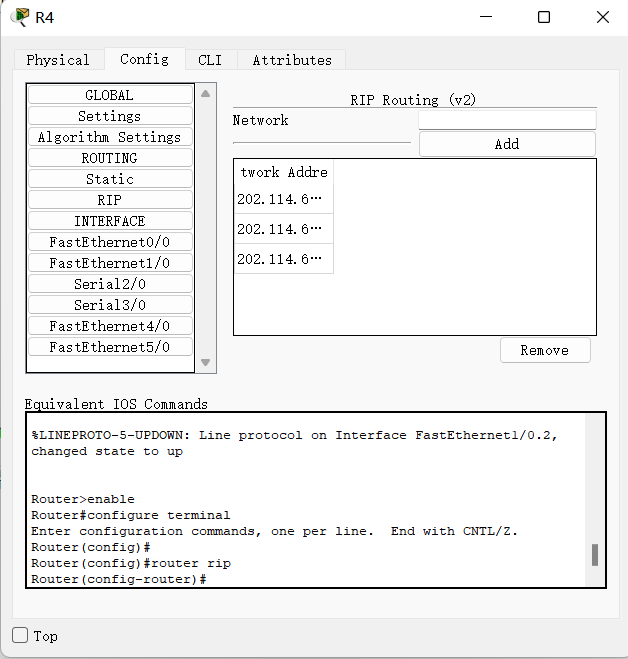 R4
Physical Config CLI Attributes
GLOBAL
Settings
Algorithm Settings
ROUTING
Static
RIP
INTERFACE
FastEthernet0/0
FastEthernet1/0
Serial2/0
Serial3/0
FastEthernet4/0
FastEthernet5/0
RIP Routing (v2)
Network
Add
twork Addre
202.114.6…
202.114.6…
202.114.6…
Remove
Equivalent IOS Commands
%LINEPROTO-5-UPDOWN: Line protocol on Interface FastEthernet1/0.2,
changed state to up
Router>enable
Router#configure terminal
Enter configuration commands, one per line.  End with CNTL/Z.
Router(config)#
Router(config)#router rip
Router(config-router)#
Top